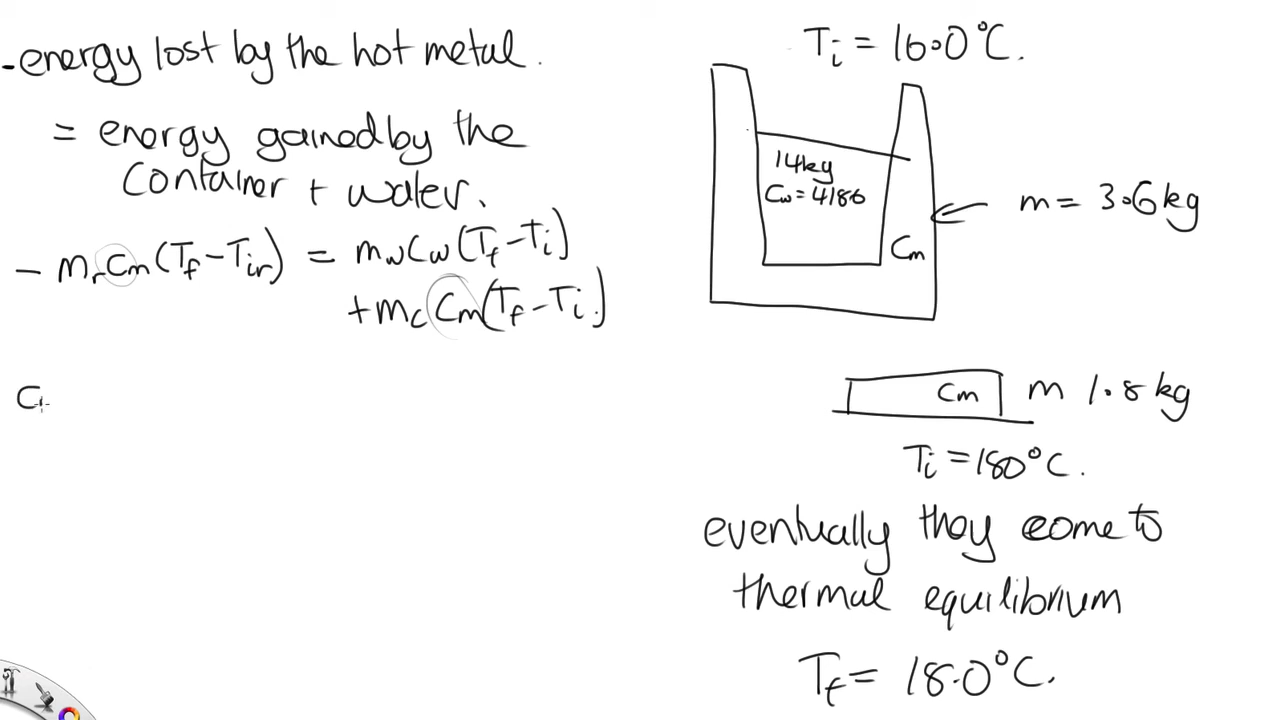 -energy lost by the hot metal.
= energy gained by the
container + water.
- mrCm(Tf-Tir) = mwCw(Tf-Ti)
+mcCm(Tf-Ti)
C
Ti = 16.0°C.
14kg
Cw=4186
m = 3.6kg
Cm
Cm m 1.8kg
Ti =180°C.
eventually they come to
thermal equilibrium
Tf = 18.0°C.